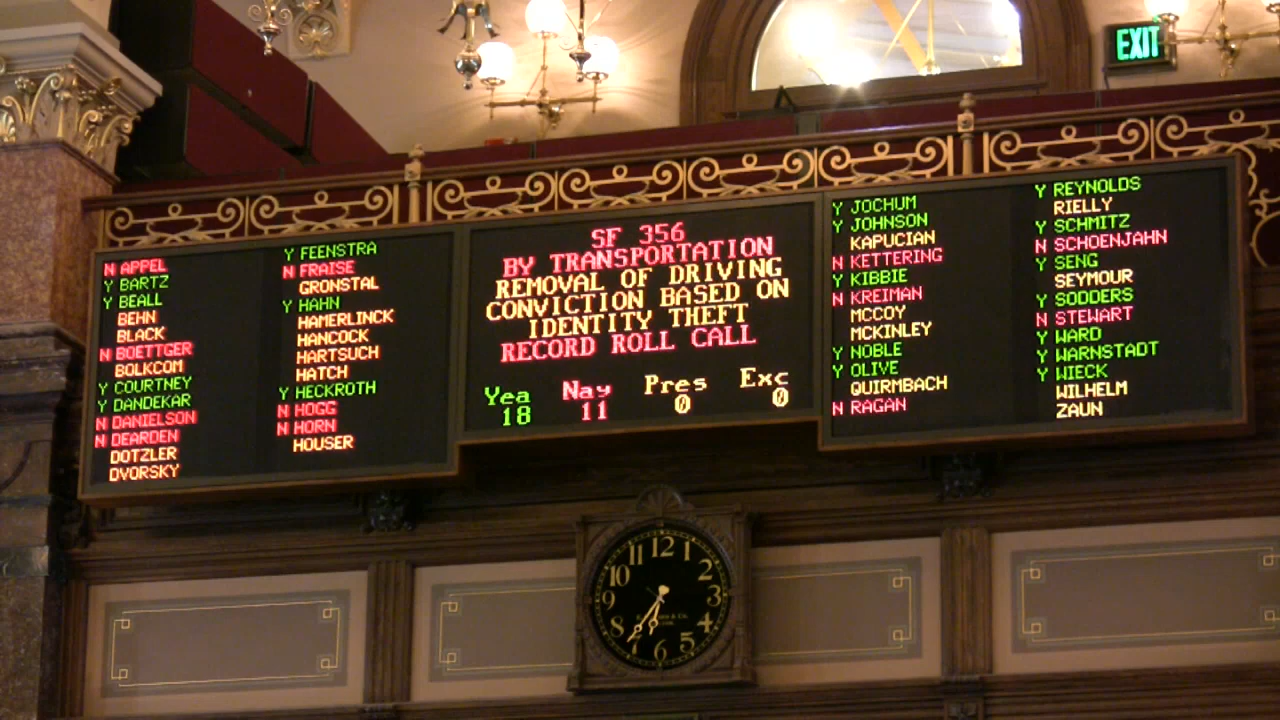 EXIT
N APPEL
Y BARTZ
Y BEALL
BEHN
BLACK
N BOETTGER
BOLKCOM
Y COURTNEY
Y DANDEKAR
N DANIELSON
N DEARDEN
DOTZLER
DVORSKY
Y FEENSTRA
N FRAISE
GRONSTAL
Y HAHN
HAMERLINCK
HANCOCK
HARTSUCH
HATCH
Y HECKROTH
N HOGG
N HORN
HOUSER
SF 356
BY TRANSPORTATION
REMOVAL OF DRIVING
CONVICTION BASED ON
IDENTITY THEFT
RECORD ROLL CALL
Yea Nay Pres Exc
18 11 0 0
Y JOCHUM
Y JOHNSON
KAPUCIAN
N KETTERING
Y KIBBIE
N KREIMAN
MCCOY
MCKINLEY
Y NOBLE
Y OLIVE
QUIRMBACH
N RAGAN
Y REYNOLDS
RIELLY
Y SCHMITZ
N SCHOENJAHN
Y SENG
SEYMOUR
Y SODDERS
N STEWART
Y WARD
Y WARNSTADT
Y WIECK
WILHELM
ZAUN
12
11 1
10 2
9 3
8 4
6 5